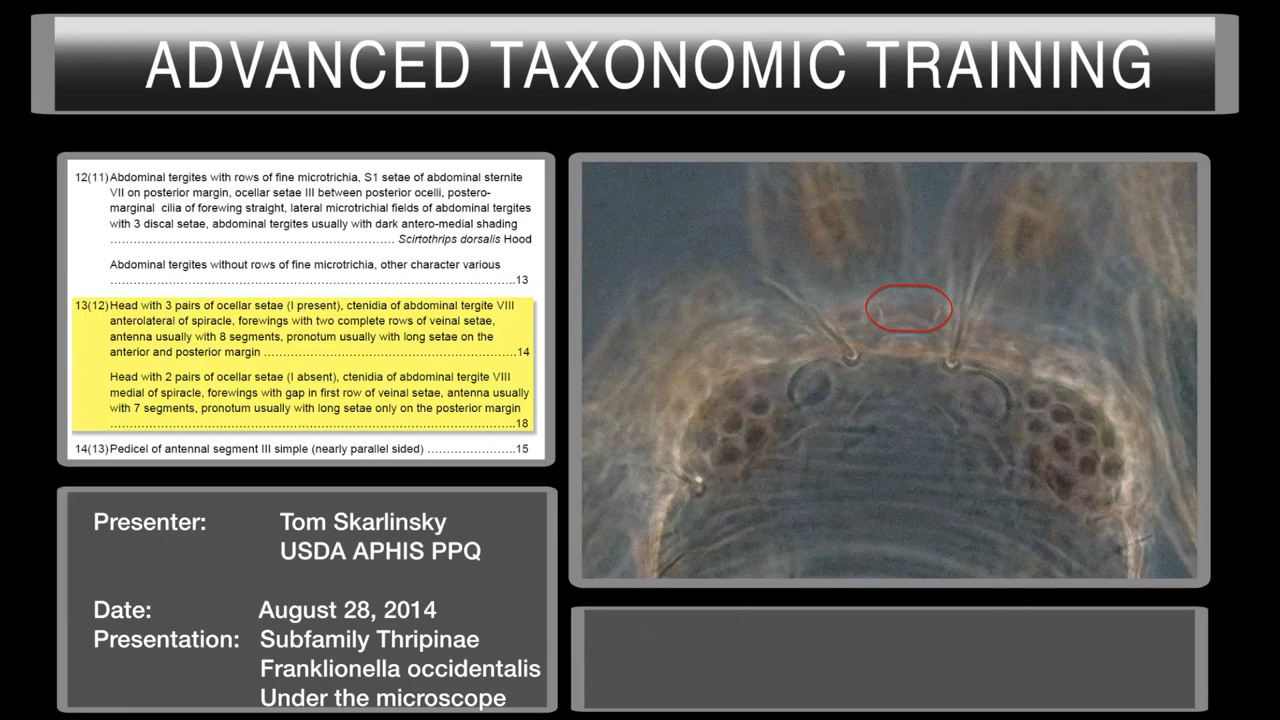 ADVANCED TAXONOMIC TRAINING
12(11) Abdominal tergites with rows of fine microtrichia, S1 setae of abdominal sternite
VII on posterior margin, ocellar setae III between posterior ocelli, postero-
marginal cilia of forewing straight, lateral microtrichial fields of abdominal tergites
with 3 discal setae, abdominal tergites usually with dark antero-medial shading
........................................................................ Scirtothrips dorsalis Hood
Abdominal tergites without rows of fine microtrichia, other character various
....................................................................................................13
13(12) Head with 3 pairs of ocellar setae (I present), ctenidia of abdominal tergite VIII
anterolateral of spiracle, forewings with two complete rows of veinal setae,
antenna usually with 8 segments, pronotum usually with long setae on the
anterior and posterior margin ...............................................................14
Head with 2 pairs of ocellar setae (I absent), ctenidia of abdominal tergite VIII
medial of spiracle, forewings with gap in first row of veinal setae, antenna usually
with 7 segments, pronotum usually with long setae only on the posterior margin
....................................................................................................18
14(13) Pedicel of antennal segment III simple (nearly parallel sided) ......................15
Presenter: Tom Skarlinsky
USDA APHIS PPQ
Date: August 28, 2014
Presentation: Subfamily Thripinae
Franklionella occidentalis
Under the microscope